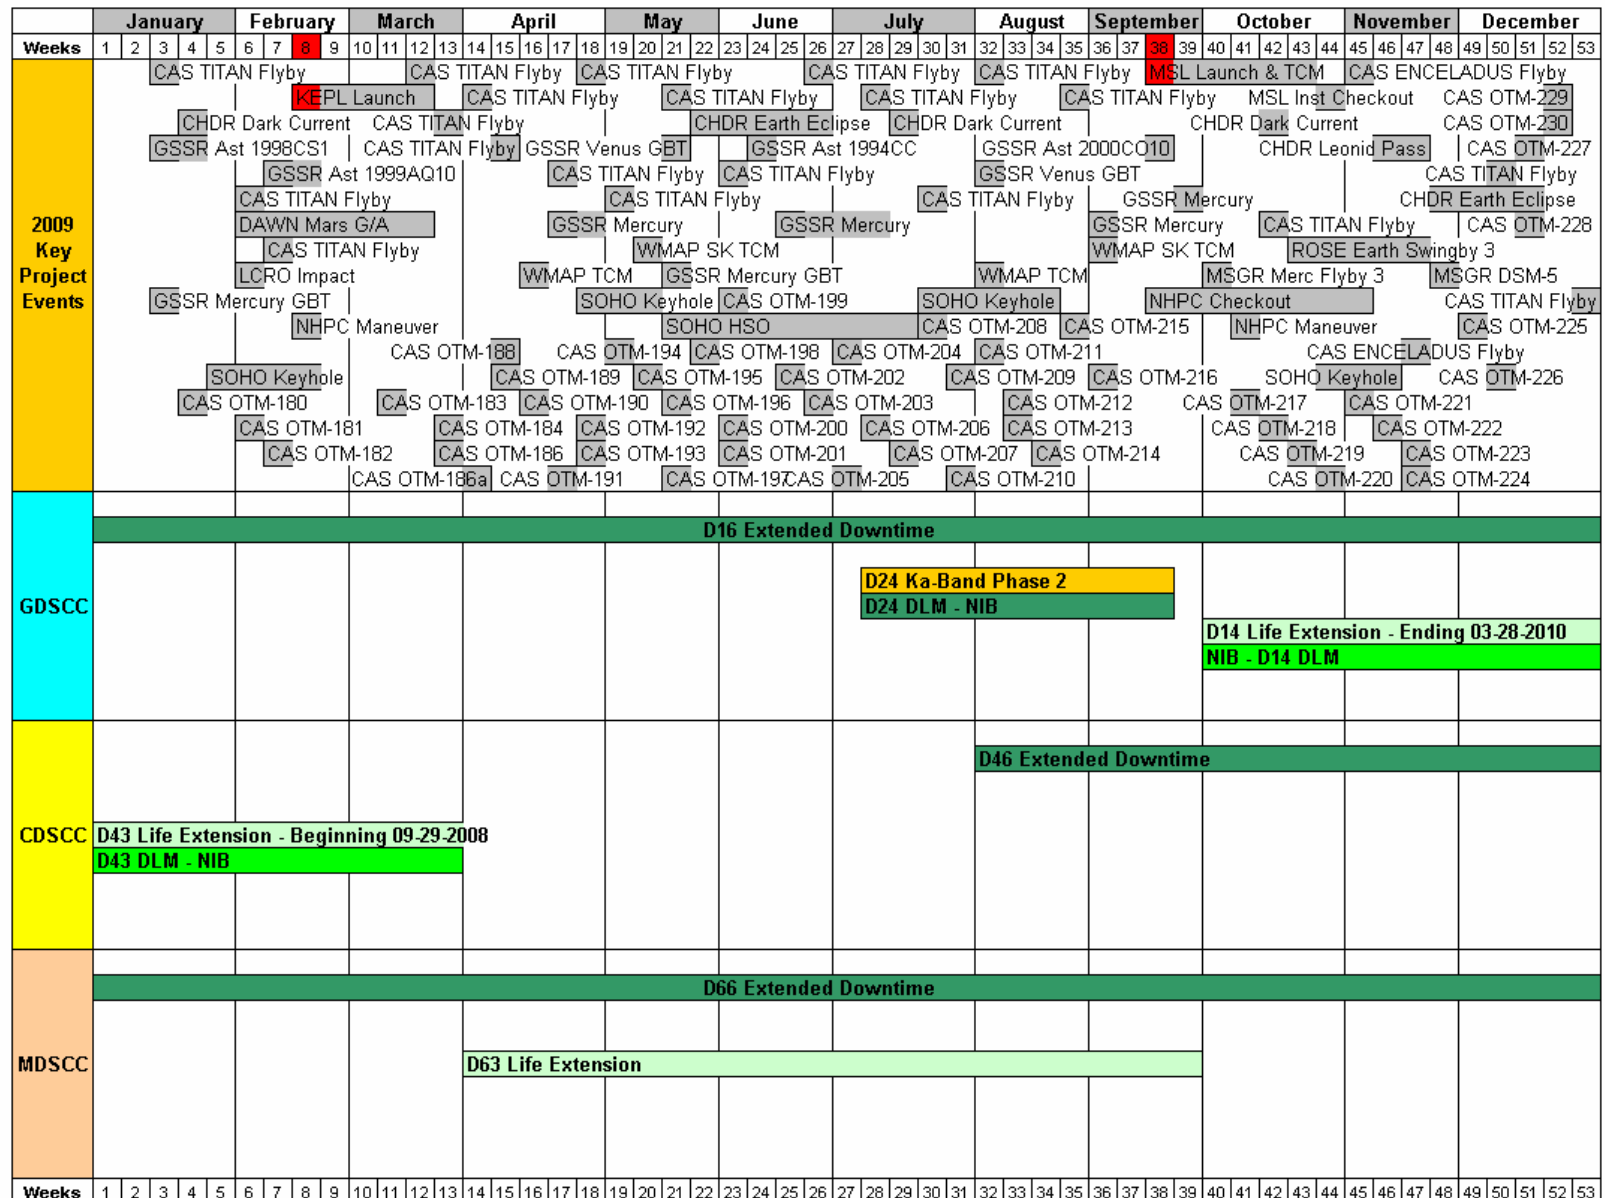 January February March April May June July August September October November December
Weeks 1 2 3 4 5 6 7 8 9 10 11 12 13 14 15 16 17 18 19 20 21 22 23 24 25 26 27 28 29 30 31 32 33 34 35 36 37 38 39 40 41 42 43 44 45 46 47 48 49 50 51 52 53
2009 Key Project Events
CAS TITAN Flyby CAS TITAN Flyby CAS TITAN Flyby CAS TITAN Flyby CAS TITAN Flyby MSL Launch & TCM CAS ENCELADUS Flyby
KEPL Launch CAS TITAN Flyby CAS TITAN Flyby CAS TITAN Flyby CAS TITAN Flyby MSL Inst Checkout CAS OTM-229
CHDR Dark Current CAS TITAN Flyby CHDR Earth Eclipse CHDR Dark Current CHDR Dark Current CAS OTM-230
GSSR Ast 1998CS1 CAS TITAN Flyby GSSR Venus GBT GSSR Ast 1994CC GSSR Ast 2000CO10 CHDR Leonid Pass CAS OTM-227
GSSR Ast 1999AQ10 CAS TITAN Flyby CAS TITAN Flyby GSSR Venus GBT CAS TITAN Flyby
CAS TITAN Flyby CAS TITAN Flyby CAS TITAN Flyby GSSR Mercury CHDR Earth Eclipse
DAWN Mars G/A GSSR Mercury GSSR Mercury GSSR Mercury CAS TITAN Flyby CAS OTM-228
CAS TITAN Flyby WMAP SK TCM WMAP SK TCM ROSE Earth Swingby 3
LCRO Impact WMAP TCM GSSR Mercury GBT WMAP TCM MSGR Merc Flyby 3 MSGR DSM-5
GSSR Mercury GBT SOHO Keyhole CAS OTM-199 SOHO Keyhole NHPC Checkout CAS TITAN Flyby
NHPC Maneuver SOHO HSO CAS OTM-208 CAS OTM-215 NHPC Maneuver CAS OTM-225
CAS OTM-188 CAS OTM-194 CAS OTM-198 CAS OTM-204 CAS OTM-211 CAS ENCELADUS Flyby
SOHO Keyhole CAS OTM-189 CAS OTM-195 CAS OTM-202 CAS OTM-209 CAS OTM-216 SOHO Keyhole CAS OTM-226
CAS OTM-180 CAS OTM-183 CAS OTM-190 CAS OTM-196 CAS OTM-203 CAS OTM-212 CAS OTM-217 CAS OTM-221
CAS OTM-181 CAS OTM-184 CAS OTM-192 CAS OTM-200 CAS OTM-206 CAS OTM-213 CAS OTM-218 CAS OTM-222
CAS OTM-182 CAS OTM-186 CAS OTM-193 CAS OTM-201 CAS OTM-207 CAS OTM-214 CAS OTM-219 CAS OTM-223
CAS OTM-186a CAS OTM-191 CAS OTM-197 CAS OTM-205 CAS OTM-210 CAS OTM-220 CAS OTM-224
GDSCC
D16 Extended Downtime
D24 Ka-Band Phase 2
D24 DLM - NIB
D14 Life Extension - Ending 03-28-2010
NIB - D14 DLM
CDSCC
D46 Extended Downtime
D43 Life Extension - Beginning 09-29-2008
D43 DLM - NIB
MDSCC
D66 Extended Downtime
D63 Life Extension
Weeks 1 2 3 4 5 6 7 8 9 10 11 12 13 14 15 16 17 18 19 20 21 22 23 24 25 26 27 28 29 30 31 32 33 34 35 36 37 38 39 40 41 42 43 44 45 46 47 48 49 50 51 52 53